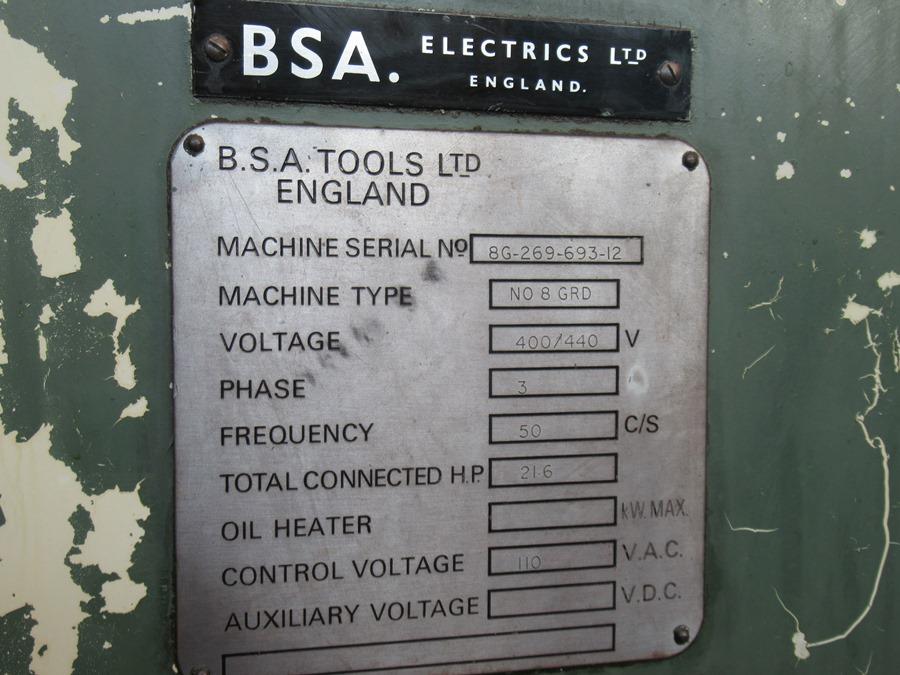 BSA. ELECTRICS LTD
ENGLAND.
B.S.A. TOOLS LTD
ENGLAND
MACHINE SERIAL No 8G-269-693-12
MACHINE TYPE NO 8 GRD
VOLTAGE 400/440 V
PHASE 3
FREQUENCY 50 C/S
TOTAL CONNECTED H.P. 21·6
OIL HEATER kW. MAX.
CONTROL VOLTAGE 110 V.A.C.
AUXILIARY VOLTAGE V.D.C.